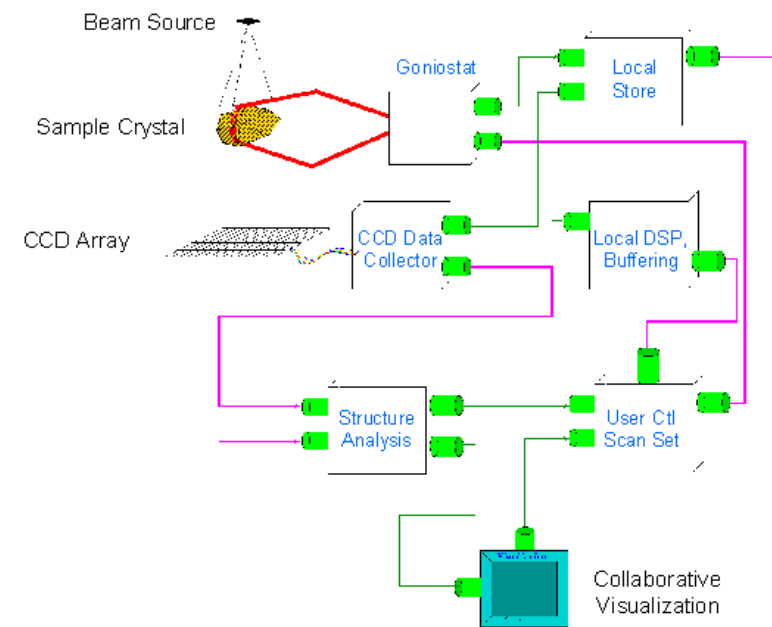 Beam Source
Goniostat
Local
Store
Sample Crystal
CCD Array
CCD Data
Collector
Local DSP,
Buffering
Structure
Analysis
User Ctl
Scan Set
Collaborative
Visualization